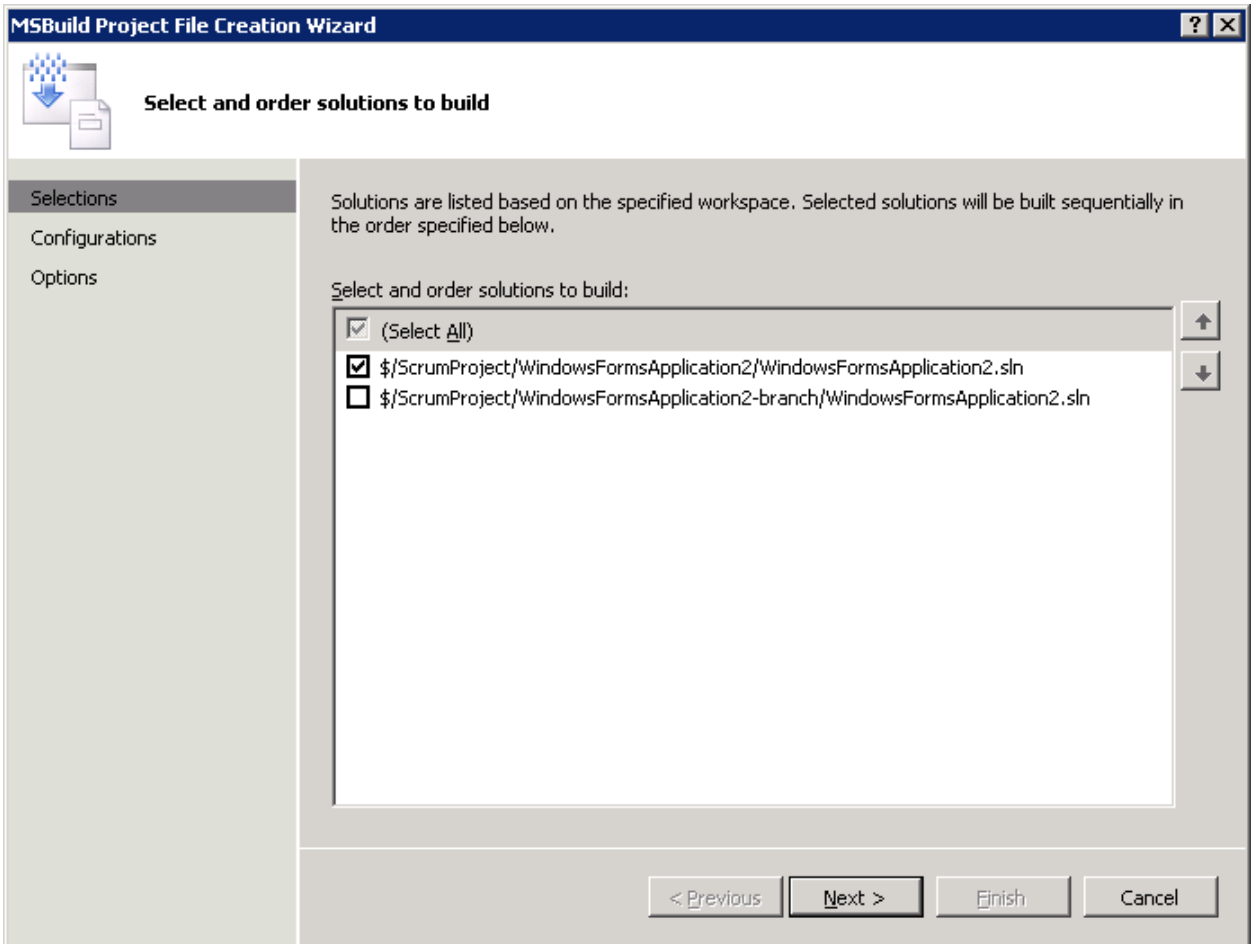 MSBuild Project File Creation Wizard
Select and order solutions to build
Selections
Configurations
Options
Solutions are listed based on the specified workspace. Selected solutions will be built sequentially in
the order specified below.
Select and order solutions to build:
(Select All)
$/ScrumProject/WindowsFormsApplication2/WindowsFormsApplication2.sln
$/ScrumProject/WindowsFormsApplication2-branch/WindowsFormsApplication2.sln
< Previous Next > Finish Cancel